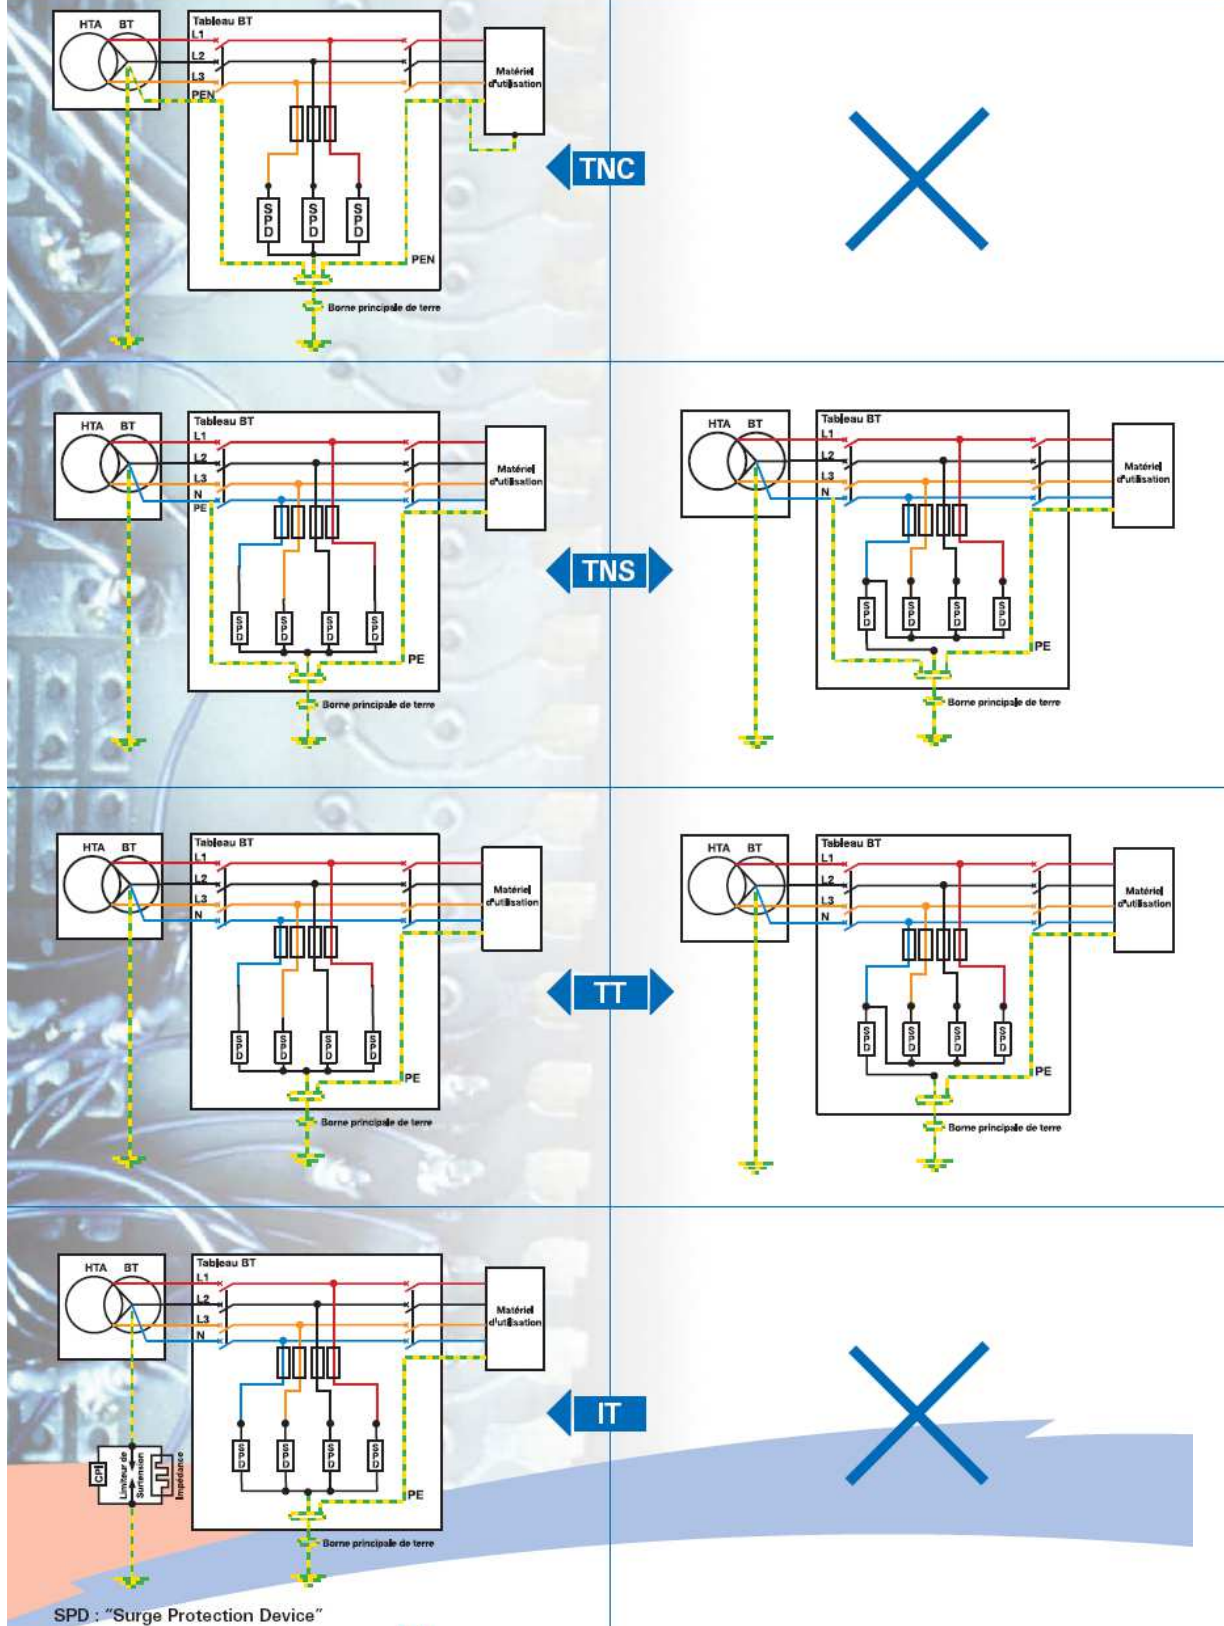 HTA BT
Tableau BT
L1
L2
L3
PEN
Matériel
d'utilisation
SPD
SPD
SPD
PEN
Borne principale de terre
TNC
HTA BT
Tableau BT
L1
L2
L3
N
PE
Matériel
d'utilisation
SPD
SPD
SPD
SPD
PE
Borne principale de terre
TNS
HTA BT
Tableau BT
L1
L2
L3
N
Matériel
d'utilisation
SPD
SPD
SPD
SPD
PE
Borne principale de terre
HTA BT
Tableau BT
L1
L2
L3
N
Matériel
d'utilisation
SPD
SPD
SPD
SPD
PE
Borne principale de terre
TT
HTA BT
Tableau BT
L1
L2
L3
N
Matériel
d'utilisation
SPD
SPD
SPD
SPD
PE
Borne principale de terre
HTA BT
Tableau BT
L1
L2
L3
N
Matériel
d'utilisation
CPI
Limiteur de
Surtension
Impédance
SPD
SPD
SPD
SPD
PE
Borne principale de terre
IT
SPD : "Surge Protection Device"